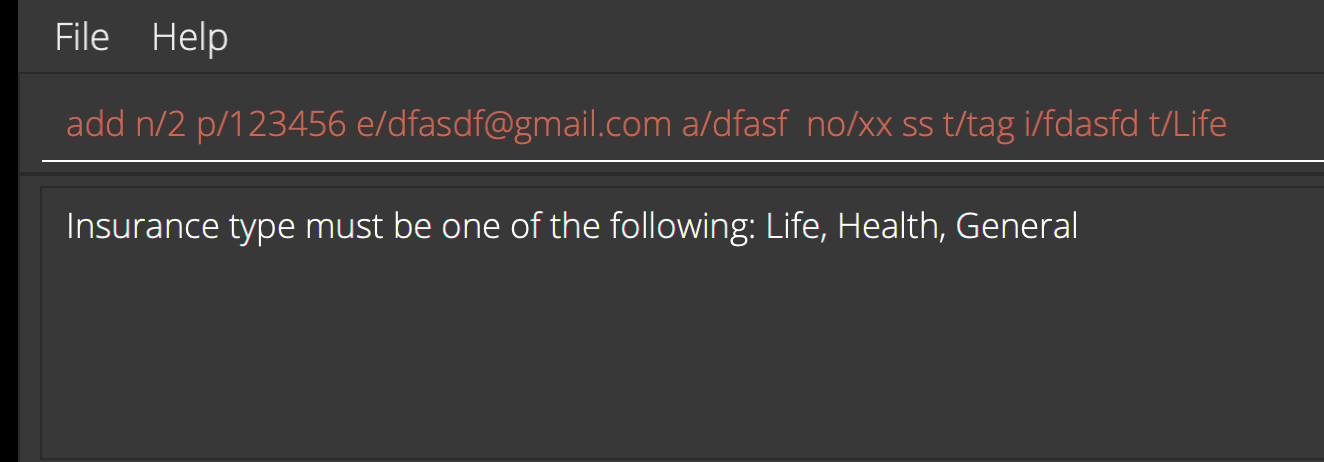 File Help
add n/2 p/123456 e/dfasdf@gmail.com a/dfasf  no/xx ss t/tag i/fdasfd t/Life
Insurance type must be one of the following: Life, Health, General